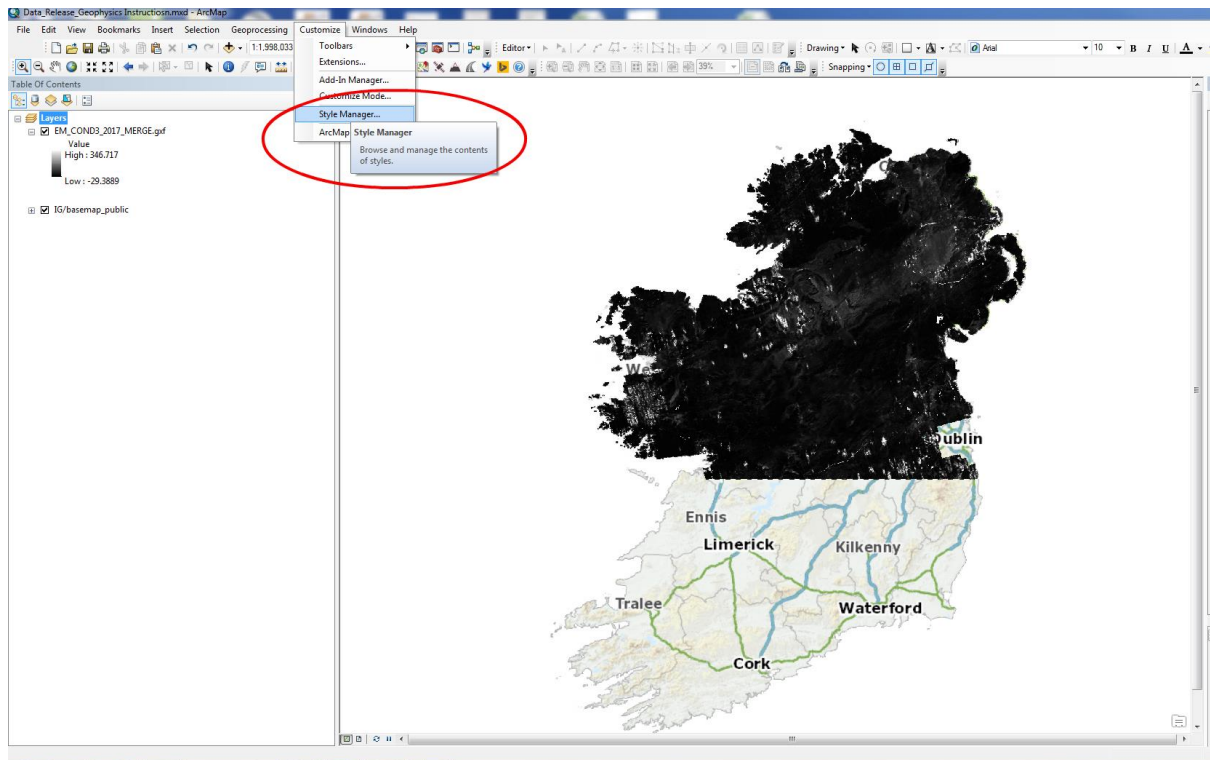 Data_Release_Geophysics Instructiosn.mxd - ArcMap
File Edit View Bookmarks Insert Selection Geoprocessing Customize Windows Help
1:1,998,033
Editor
Drawing
Arial
10
B I U A
39%
Snapping
Toolbars
Extensions...
Add-In Manager...
Customize Mode...
Style Manager...
ArcMap
Style Manager
Browse and manage the contents
of styles.
Table Of Contents
Layers
EM_COND3_2017_MERGE.gxf
Value
High : 346.717
Low : -29.3889
IG/basemap_public
We
Dublin
Ennis
Limerick
Kilkenny
Tralee
Waterford
Cork